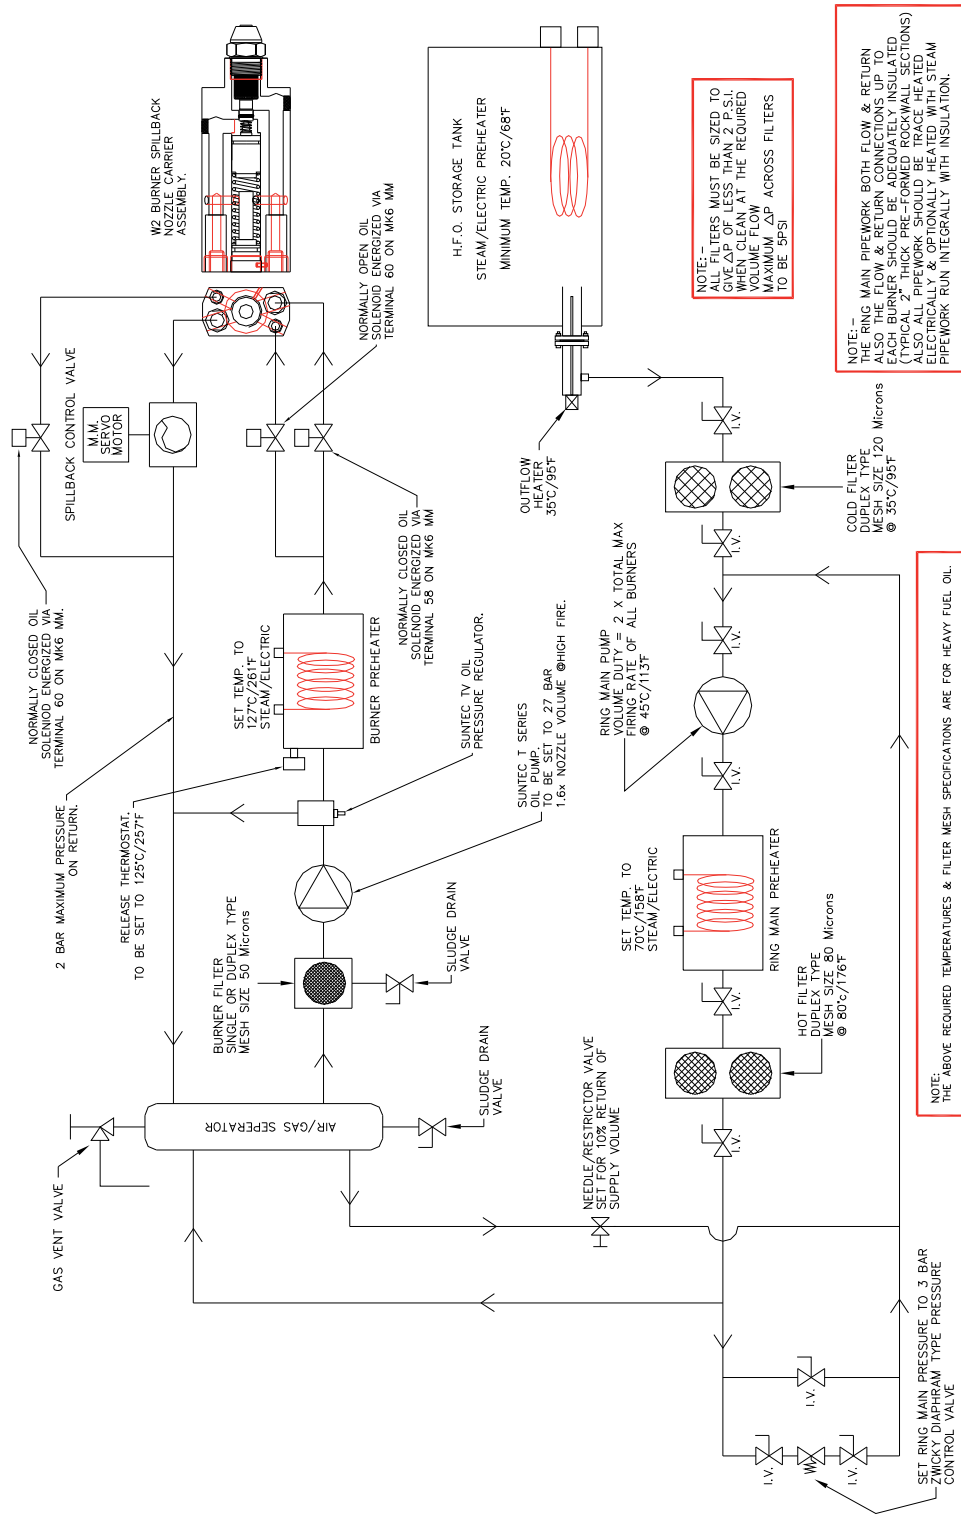 W2 BURNER SPILLBACK
NOZZLE CARRIER
ASSEMBLY.
H.F.O. STORAGE TANK
STEAM/ELECTRIC PREHEATER
MINIMUM TEMP. 20°C/68°F
NOTE:-
ALL FILTERS MUST BE SIZED TO
GIVE △P OF LESS THAN 2 P.S.I.
WHEN CLEAN AT THE REQUIRED
VOLUME FLOW
MAXIMUM △P ACROSS FILTERS
TO BE 5PSI
NOTE:-
THE RING MAIN PIPEWORK BOTH FLOW & RETURN
ALSO THE FLOW & RETURN CONNECTIONS UP TO
EACH BURNER SHOULD BE ADEQUATELY INSULATED
(TYPICAL 2" THICK PRE-FORMED ROCKWALL SECTIONS)
ALSO ALL PIPEWORK SHOULD BE TRACE HEATED
ELECTRICALLY & OPTIONALLY HEATED WITH STEAM
PIPEWORK RUN INTEGRALLY WITH INSULATION.
NORMALLY OPEN OIL
SOLENOID ENERGIZED VIA
TERMINAL 60 ON MK6 MM
SPILLBACK CONTROL VALVE
M.M.
SERVO
MOTOR
NORMALLY CLOSED OIL
SOLENIOD ENERGIZED VIA
TERMINAL 60 ON MK6 MM.
NORMALLY CLOSED OIL
SOLENOID ENERGIZED VIA
TERMINAL 58 ON MK6 MM
OUTFLOW
HEATER
35°C/95°F
I.V.
COLD FILTER
DUPLEX TYPE
MESH SIZE 120 Microns
@ 35°C/95°F
I.V.
I.V.
RING MAIN PUMP
VOLUME DUTY = 2 X TOTAL MAX
FIRING RATE OF ALL BURNERS
@ 45°C/113°F
I.V.
SET TEMP. TO
127°C/261°F
STEAM/ELECTRIC
BURNER PREHEATER
SUNTEC TV OIL
PRESSURE REGULATOR.
SUNTEC T SERIES
OIL PUMP.
TO BE SET TO 27 BAR
1.6x NOZZLE VOLUME @HIGH FIRE.
2 BAR MAXIMUM PRESSURE
ON RETURN.
RELEASE THERMOSTAT.
TO BE SET TO 125°C/257°F
BURNER FILTER
SINGLE OR DUPLEX TYPE
MESH SIZE 50 Microns
SLUDGE DRAIN
VALVE
SLUDGE DRAIN
VALVE
SET TEMP. TO
70°C/158°F
STEAM/ELECTRIC
RING MAIN PREHEATER
I.V.
HOT FILTER
DUPLEX TYPE
MESH SIZE 80 Microns
@ 80°c/176°F
I.V.
NOTE:
THE ABOVE REQUIRED TEMPERATURES & FILTER MESH SPECIFICATIONS ARE FOR HEAVY FUEL OIL.
AIR/GAS SEPERATOR
GAS VENT VALVE
NEEDLE/RESTRICTOR VALVE
SET FOR 10% RETURN OF
SUPPLY VOLUME
I.V.
I.V.
I.V.
SET RING MAIN PRESSURE TO 3 BAR
ZWICKY DIAPHRAM TYPE PRESSURE
CONTROL VALVE